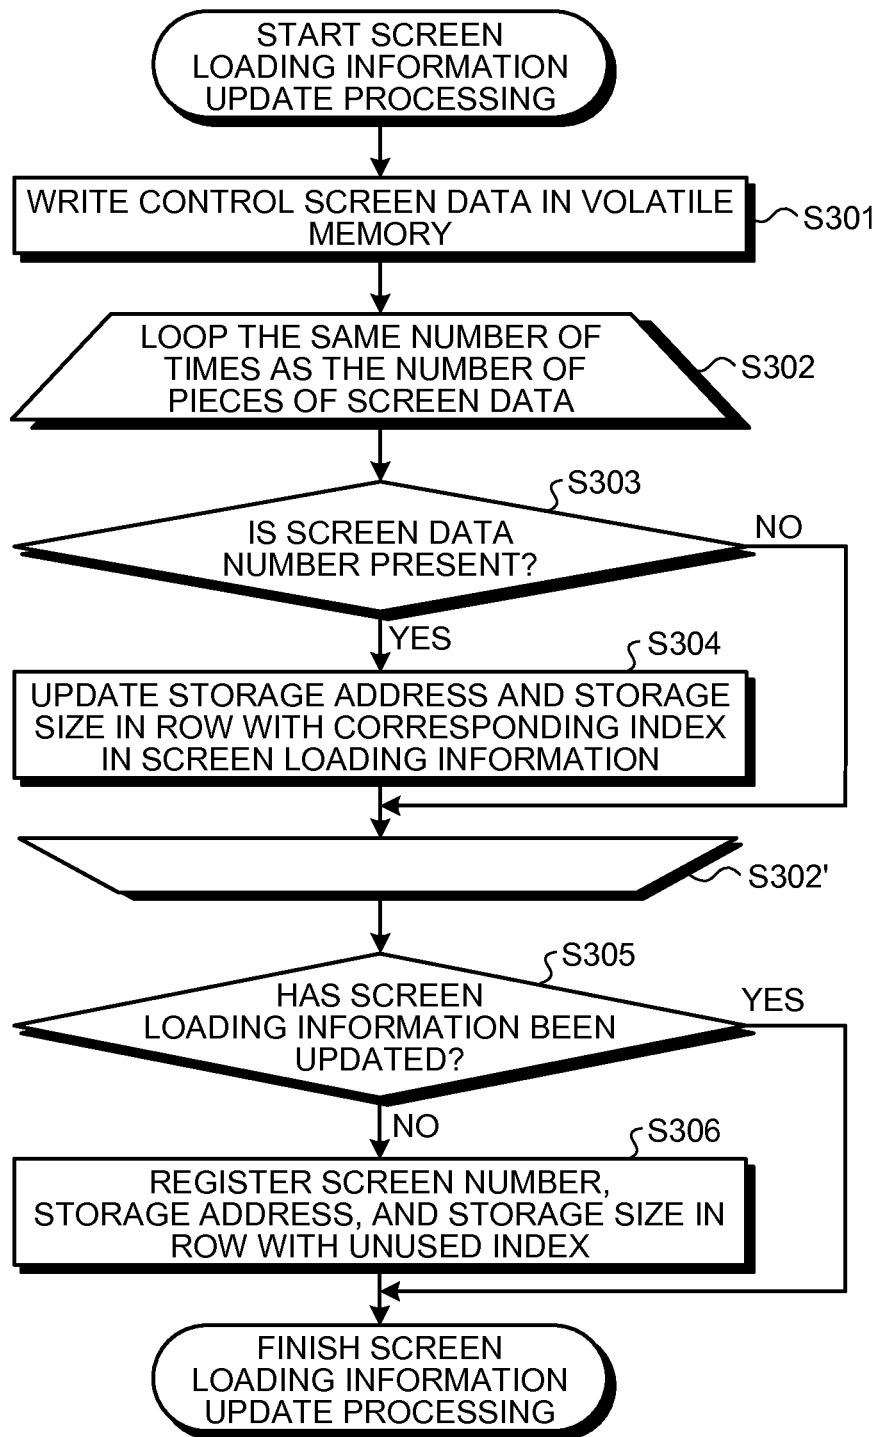 START SCREEN
LOADING INFORMATION
UPDATE PROCESSING
WRITE CONTROL SCREEN DATA IN VOLATILE
MEMORY
S301
LOOP THE SAME NUMBER OF
TIMES AS THE NUMBER OF
PIECES OF SCREEN DATA
S302
S303
IS SCREEN DATA
NUMBER PRESENT?
NO
YES
S304
UPDATE STORAGE ADDRESS AND STORAGE
SIZE IN ROW WITH CORRESPONDING INDEX
IN SCREEN LOADING INFORMATION
S302'
S305
HAS SCREEN
LOADING INFORMATION BEEN
UPDATED?
YES
NO
S306
REGISTER SCREEN NUMBER,
STORAGE ADDRESS, AND STORAGE SIZE IN
ROW WITH UNUSED INDEX
FINISH SCREEN
LOADING INFORMATION
UPDATE PROCESSING